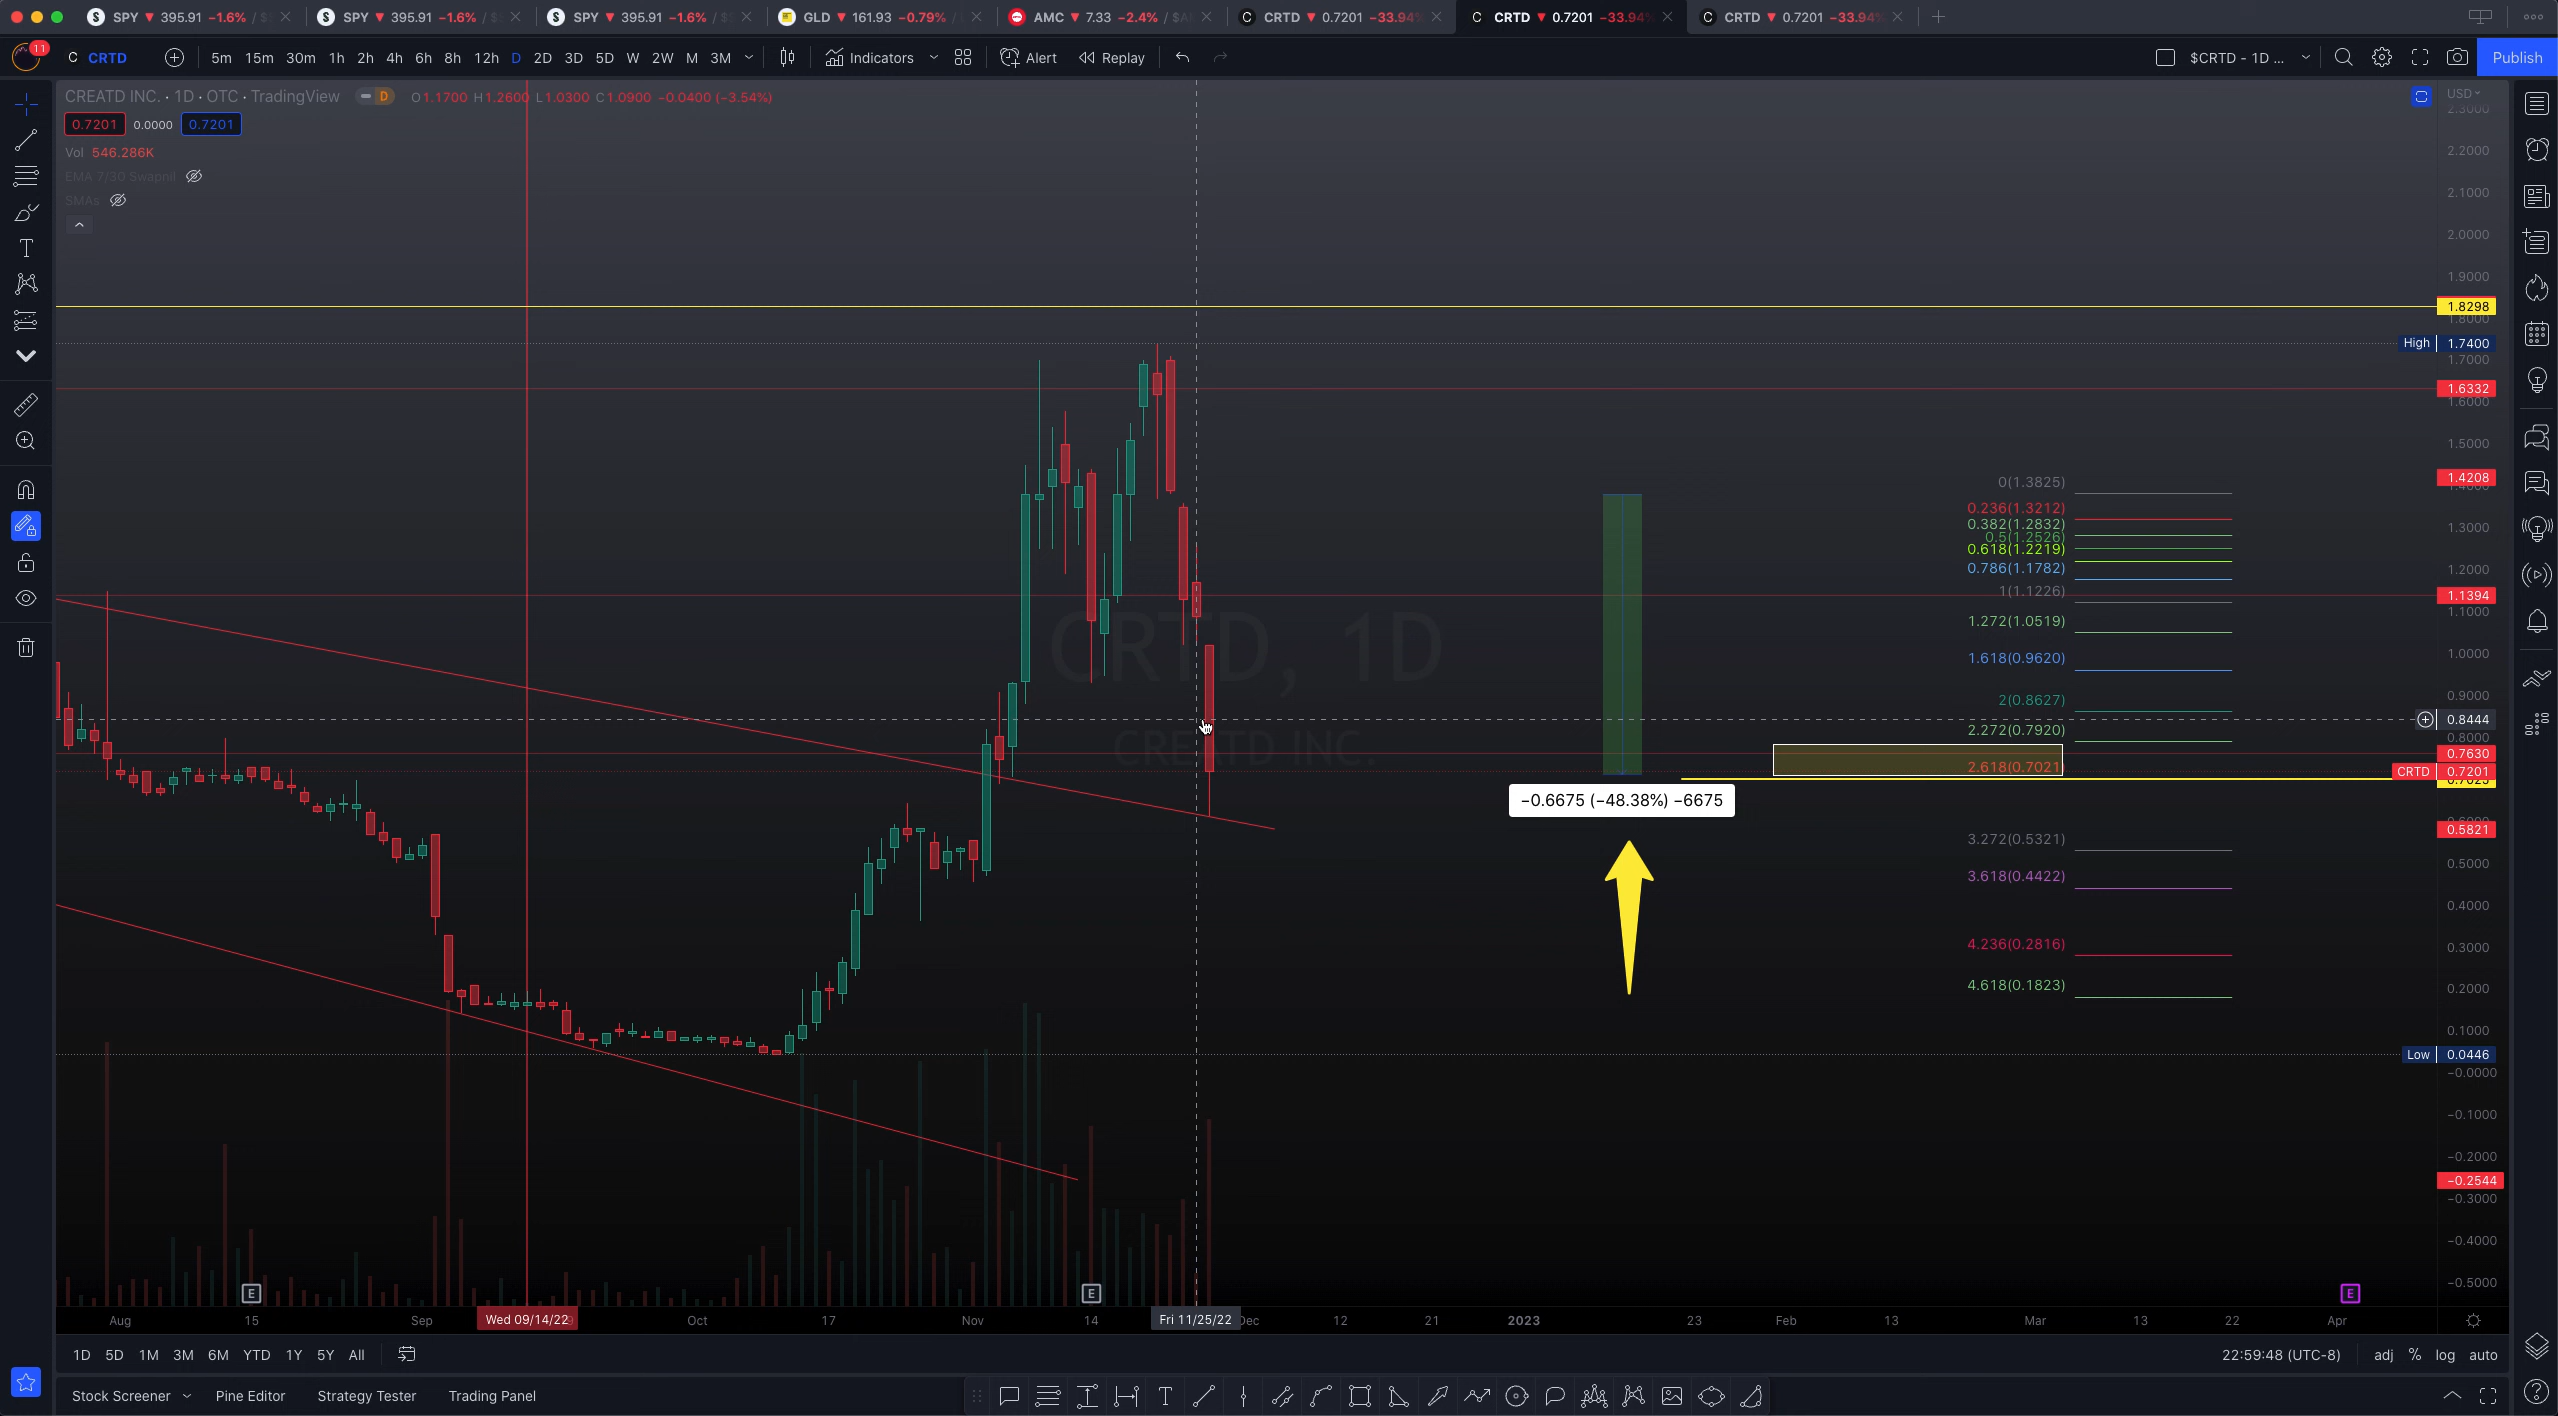 SPY ▼ 395.91 −1.6% / $
SPY ▼ 395.91 −1.6% / $
SPY ▼ 395.91 −1.6% / $
GLD ▼ 161.93 −0.79% /
AMC ▼ 7.33 −2.4% / $A
C CRTD ▼ 0.7201 −33.94%
C CRTD ▼ 0.7201 −33.94%
C CRTD ▼ 0.7201 −33.94%
11
C CRTD
5m 15m 30m 1h 2h 4h 6h 8h 12h D 2D 3D 5D W 2W M 3M
Indicators
Alert
Replay
$CRTD - 1D ...
Publish
CREATD INC. · 1D · OTC · TradingView
D
O1.1700 H1.2600 L1.0300 C1.0900 −0.0400 (−3.54%)
0.7201 0.0000 0.7201
Vol 546.286K
EMA 7/30 Swapnil
SMAs
CRTD, 1D
CREATD INC.
USD
2.3000
2.2000
2.1000
2.0000
1.9000
1.8298
1.8000
High 1.7400
1.7000
1.6332
1.6000
1.5000
1.4208
1.3000
1.2000
1.1394
1.1000
1.0000
0.9000
0.8444
0.8000
0.7630
CRTD 0.7201
0.5821
0.5000
0.4000
0.3000
0.2000
0.1000
Low 0.0446
−0.0000
−0.1000
−0.2000
−0.2544
−0.3000
−0.4000
−0.5000
0(1.3825)
0.236(1.3212)
0.382(1.2832)
0.5(1.2526)
0.618(1.2219)
0.786(1.1782)
1(1.1226)
1.272(1.0519)
1.618(0.9620)
2(0.8627)
2.272(0.7920)
2.618(0.7021)
3.272(0.5321)
3.618(0.4422)
4.236(0.2816)
4.618(0.1823)
−0.6675 (−48.38%) −6675
E
E
E
Aug 15 Sep Wed 09/14/22 Oct 17 Nov 14 Fri 11/25/22 Dec 12 21 2023 23 Feb 13 Mar 13 22 Apr
1D 5D 1M 3M 6M YTD 1Y 5Y All
22:59:48 (UTC-8) adj % log auto
Stock Screener Pine Editor Strategy Tester Trading Panel